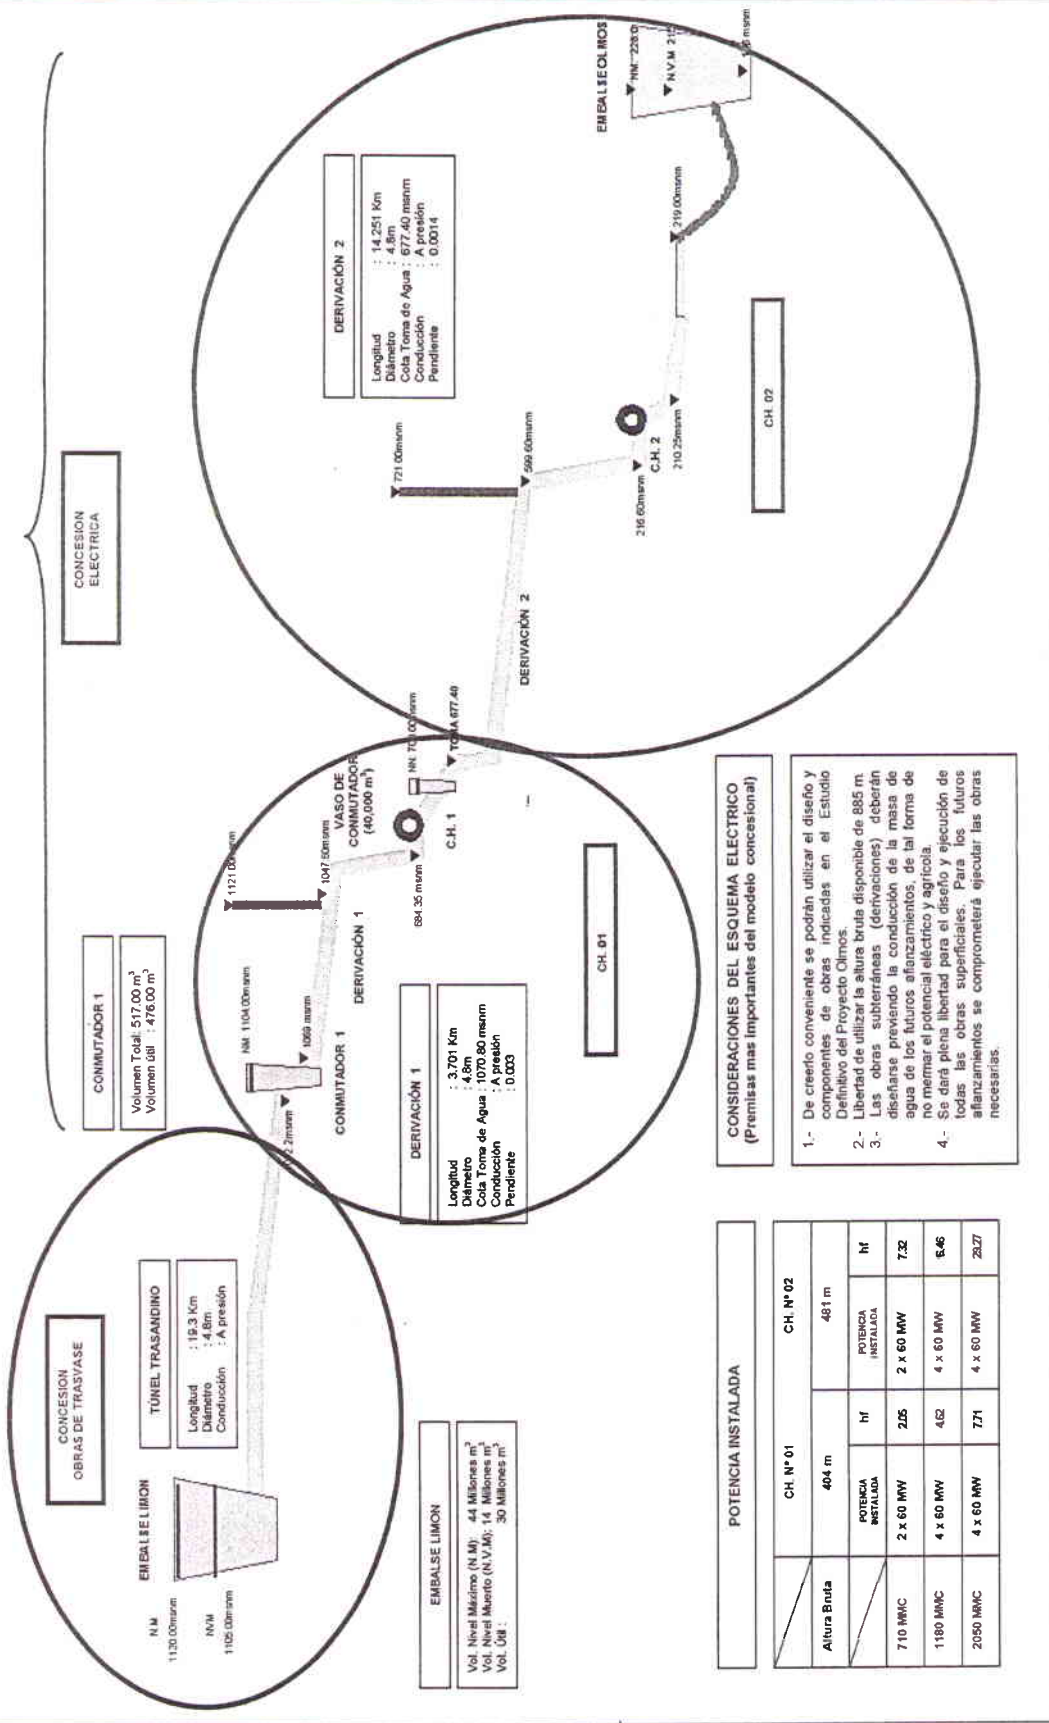 CONCESION
OBRAS DE TRASVASE
CONCESION
ELECTRICA
EMBALSE LIMON
N.M
1130.00msnm
NVM
1105.00msnm
TÚNEL TRASANDINO
Longitud : 19.3 Km
Diámetro : 4.8m
Conducción : A presión
EMBALSE LIMON
Vol. Nivel Máximo (N.M): 44 Millones m³
Vol. Nivel Muerto (N.V.M): 14 Millones m³
Vol. Útil : 30 Millones m³
CONMUTADOR 1
Volumen Total: 517.00 m³
Volumen útil : 476.00 m³
NM 1104.00msnm
1069 msnm
CONMUTADOR 1
DERIVACIÓN 1
1121.00msnm
1047.60msnm
VASO DE
CONMUTADOR
(40,000 m³)
684.35 msnm
C.H. 1
TOMA 677.40
DERIVACIÓN 1
Longitud : 3.701 Km
Diámetro : 4.8m
Cota Toma de Agua : 1070.80 msnm
Conducción : A presión
Pendiente : 0.003
CH. 01
DERIVACIÓN 2
Longitud : 14.251 Km
Diámetro : 4.8m
Cota Toma de Agua : 677.40 msnm
Conducción : A presión
Pendiente : 0.0014
DERIVACIÓN 2
721.00msnm
599.60msnm
216.60msnm
C.H. 2
210.25msnm
219.00msnm
EMBALSE OLMOS
N.V.M
msnm
CH. 02
POTENCIA INSTALADA
CH. Nº 01 CH. Nº 02
Altura Bruta 404 m 481 m
POTENCIA INSTALADA hf POTENCIA INSTALADA hf
710 MMC 2 x 60 MW 2.05 2 x 60 MW 7.32
1180 MMC 4 x 60 MW 4.62 4 x 60 MW
2050 MMC 4 x 60 MW 7.71 4 x 60 MW 29.27
CONSIDERACIONES DEL ESQUEMA ELECTRICO
(Premisas mas importantes del modelo concesional)
1.- De creerlo conveniente se podrán utilizar el diseño y
componentes de obras indicadas en el Estudio
Definitivo del Proyecto Olmos.
2.- Libertad de utilizar la altura bruta disponible de 885 m.
3.- Las obras subterráneas (derivaciones) deberán
diseñarse previendo la conducción de la masa de
agua de los futuros afianzamientos, de tal forma de
no mermar el potencial eléctrico y agrícola.
4.- Se dará plena libertad para el diseño y ejecución de
todas las obras superficiales. Para los futuros
afianzamientos se comprometerá ejecutar las obras
necesarias.